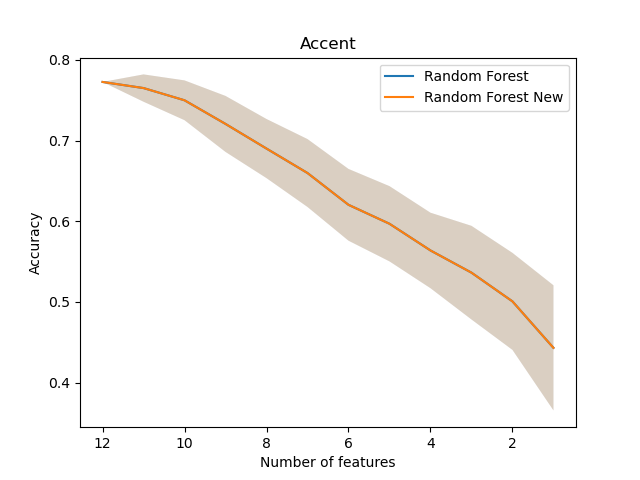 Accent
Random Forest
Random Forest New
Accuracy
0.8
0.7
0.6
0.5
0.4
12 10 8 6 4 2
Number of features